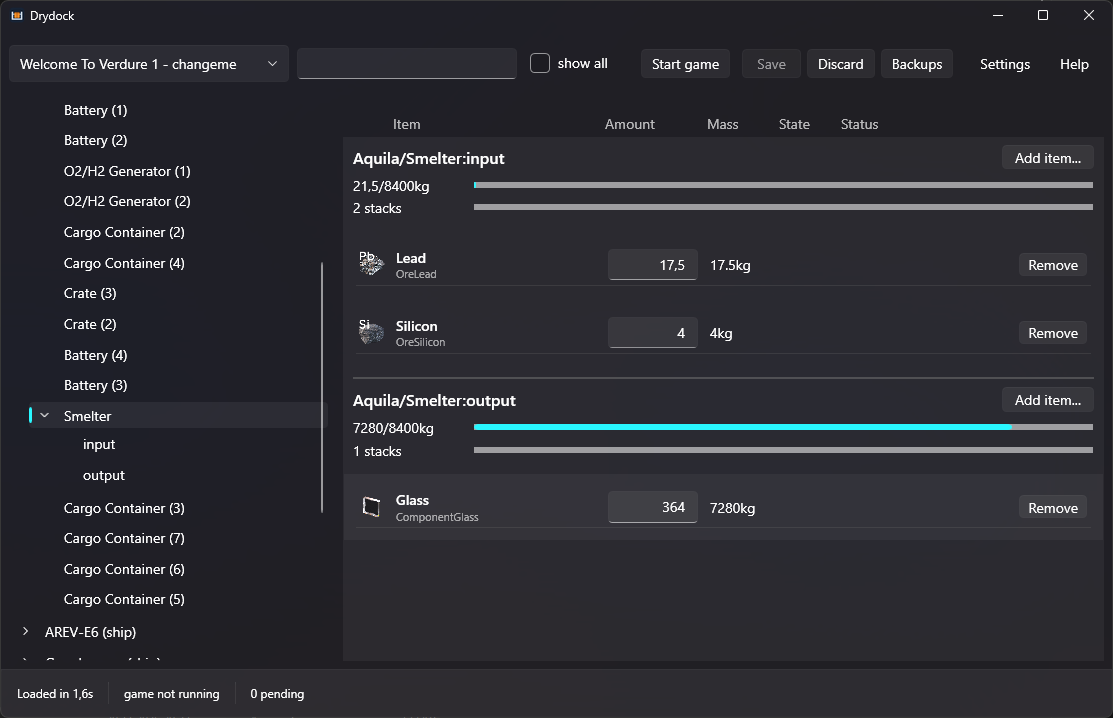 Drydock
Welcome To Verdure 1 - changeme
show all
Start game
Save
Discard
Backups
Settings
Help
Battery (1)
Battery (2)
O2/H2 Generator (1)
O2/H2 Generator (2)
Cargo Container (2)
Cargo Container (4)
Crate (3)
Crate (2)
Battery (4)
Battery (3)
Smelter
input
output
Cargo Container (3)
Cargo Container (7)
Cargo Container (6)
Cargo Container (5)
AREV-E6 (ship)
Item Amount Mass State Status
Aquila/Smelter:input Add item...
21,5/8400kg
2 stacks
Pb Lead 17,5 17.5kg Remove
OreLead
Si Silicon 4 4kg Remove
OreSilicon
Aquila/Smelter:output Add item...
7280/8400kg
1 stacks
Glass 364 7280kg Remove
ComponentGlass
Loaded in 1,6s game not running 0 pending